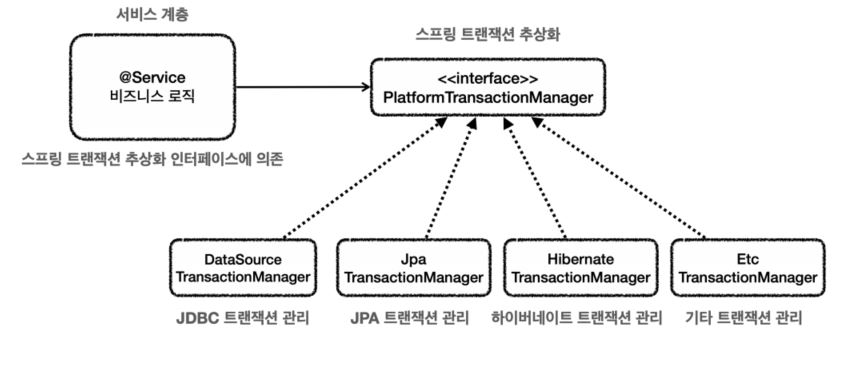 서비스 계층
스프링 트랜잭션 추상화
@Service
비즈니스 로직
<<interface>>
PlatformTransactionManager
스프링 트랜잭션 추상화 인터페이스에 의존
DataSource
TransactionManager
Jpa
TransactionManager
Hibernate
TransactionManager
Etc
TransactionManager
JDBC 트랜잭션 관리
JPA 트랜잭션 관리
하이버네이트 트랜잭션 관리
기타 트랜잭션 관리